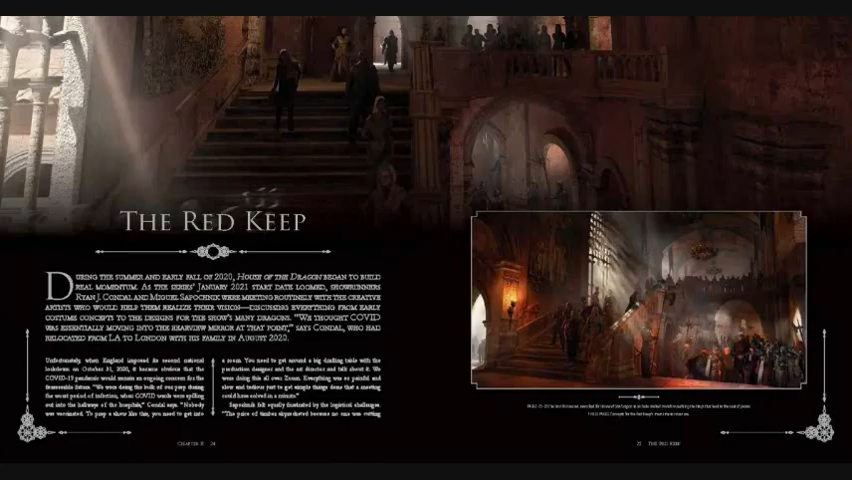 THE RED KEEP
DURING THE SUMMER AND EARLY FALL OF 2020, HOUSE OF THE DRAGON BEGAN TO BUILD
REAL MOMENTUM. AS THE SERIES' JANUARY 2021 START DATE LOOMED, SHOWRUNNERS
RYAN J. CONDAL AND MIGUEL SAPOCHNIK WERE MEETING ROUTINELY WITH THE CREATIVE
ARTISTS WHO WOULD HELP THEM REALIZE THEIR VISION—DISCUSSING EVERYTHING FROM EARLY
COSTUMES CONCEPTS TO THE DESIGNS FOR THE SHOW'S MANY DRAGONS. "WE THOUGHT COVID
WAS ESSENTIALLY MOVING INTO THE REARVIEW MIRROR AT THAT POINT," SAYS CONDAL, WHO HAD
RELOCATED FROM LA TO LONDON WITH HIS FAMILY IN AUGUST 2020.
Unfortunately, when England imposed its second national
lockdown on October 31, 2020, it became obvious that the
COVID-19 pandemic would remain an ongoing concern for the
foreseeable future. "We were doing the bulk of our prep during
the worst period of infection, when COVID wards were spilling
out into the hallways of the hospitals," Condal says. "Nobody
was vaccinated. To prep a show like this, you need to get into
a room. You need to get around a big drafting table with the
production designer and the art director and talk about it. We
were doing this all over Zoom. Everything was so painful and
slow and tedious just to get simple things done that a meeting
could have solved in a minute."
Sapochnik felt equally frustrated by the logistical challenges.
"The price of timber skyrocketed because no one was cutting
CHAPTER II 24
THE RED KEEP